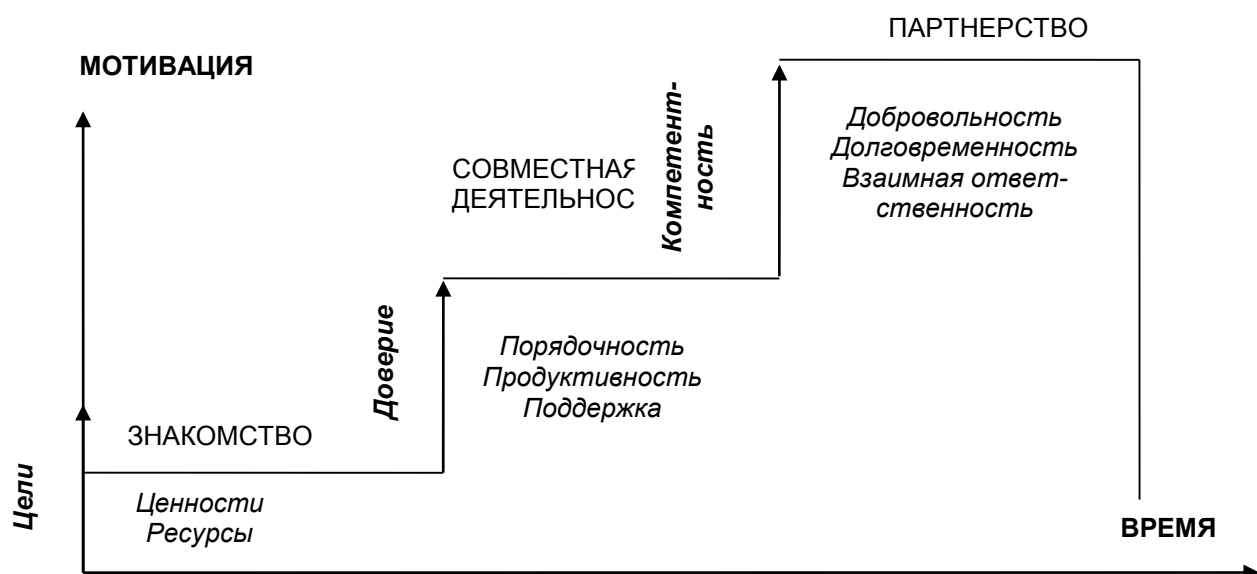 ПАРТНЕРСТВО
МОТИВАЦИЯ
Компетент-
ность
Добровольность
Долговременность
Взаимная ответ-
ственность
СОВМЕСТНАЯ
ДЕЯТЕЛЬНОС
Доверие
Порядочность
Продуктивность
Поддержка
ЗНАКОМСТВО
Цели
Ценности
Ресурсы
ВРЕМЯ